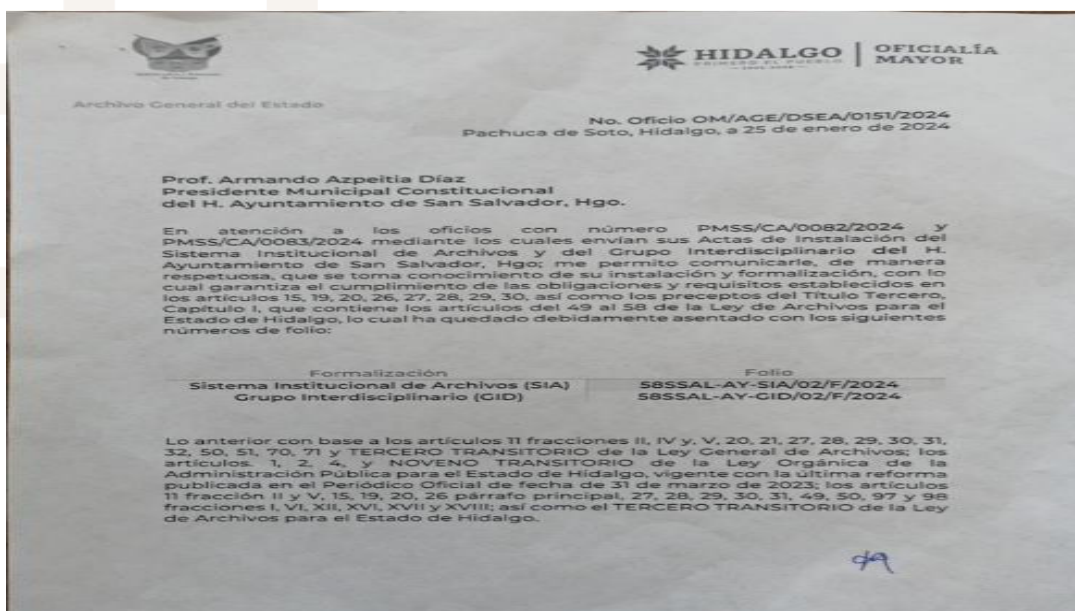 HIDALGO
PRIMERO EL PUEBLO
OFICIALÍA
MAYOR
Archivo General del Estado
No. Oficio OM/AGE/DSEA/0151/2024
Pachuca de Soto, Hidalgo, a 25 de enero de 2024
Prof. Armando Azpeitia Díaz
Presidente Municipal Constitucional
del H. Ayuntamiento de San Salvador, Hgo.
En atención a los oficios con número PMSS/CA/0082/2024 y
PMSS/CA/0083/2024 mediante los cuales envían sus Actas de Instalación del
Sistema Institucional de Archivos y del Grupo Interdisciplinario del H.
Ayuntamiento de San Salvador, Hgo; me permito comunicarle, de manera
respetuosa, que se toma conocimiento de su instalación y formalización, con lo
cual garantiza el cumplimiento de las obligaciones y requisitos establecidos en
los artículos 15, 19, 20, 26, 27, 28, 29, 30, así como los preceptos del Título Tercero,
Capítulo I, que contiene los artículos del 49 al 58 de la Ley de Archivos para el
Estado de Hidalgo, lo cual ha quedado debidamente asentado con los siguientes
números de folio:
Formalización Folio
Sistema Institucional de Archivos (SIA) 58SSAL-AY-SIA/02/F/2024
Grupo Interdisciplinario (GID) 58SSAL-AY-GID/02/F/2024
Lo anterior con base a los artículos 11 fracciones II, IV y, V, 20, 21, 27, 28, 29, 30, 31,
32, 50, 51, 70, 71 y TERCERO TRANSITORIO de la Ley General de Archivos; los
artículos. 1, 2, 4, y NOVENO TRANSITORIO de la Ley Orgánica de la
Administración Pública para el Estado de Hidalgo, vigente con la última reforma
publicada en el Periódico Oficial de fecha de 31 de marzo de 2023; los artículos
11 fracción II y V, 15, 19, 20, 26 párrafo principal, 27, 28, 29, 30, 31, 49, 50, 97 y 98
fracciones I, VI, XII, XVI, XVII y XVIII; así como el TERCERO TRANSITORIO de la Ley
de Archivos para el Estado de Hidalgo.